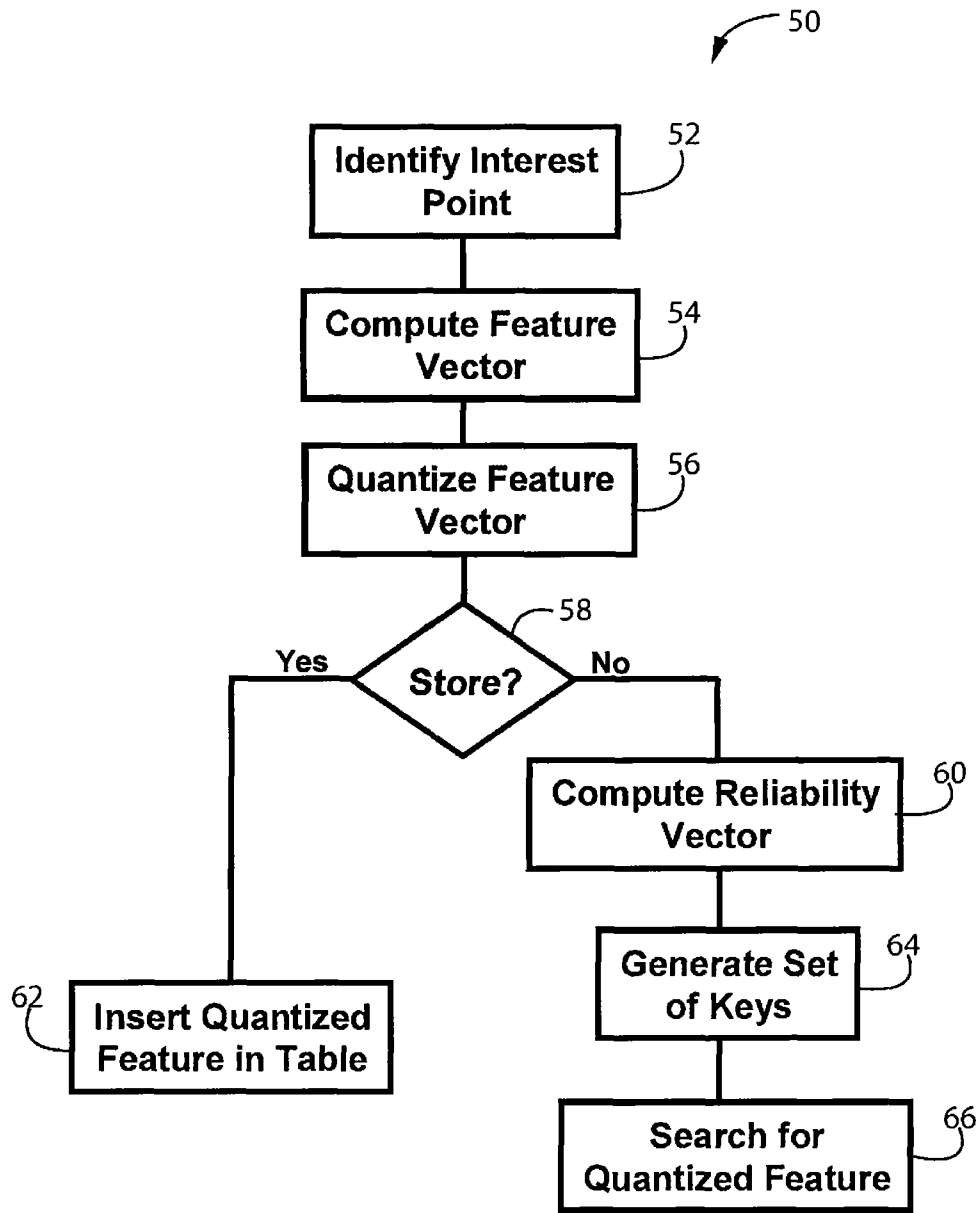 50
Identify Interest
Point
52
Compute Feature
Vector
54
Quantize Feature
Vector
56
58
Yes
Store?
No
Compute Reliability
Vector
60
Generate Set
of Keys
64
62
Insert Quantized
Feature in Table
Search for
Quantized Feature
66